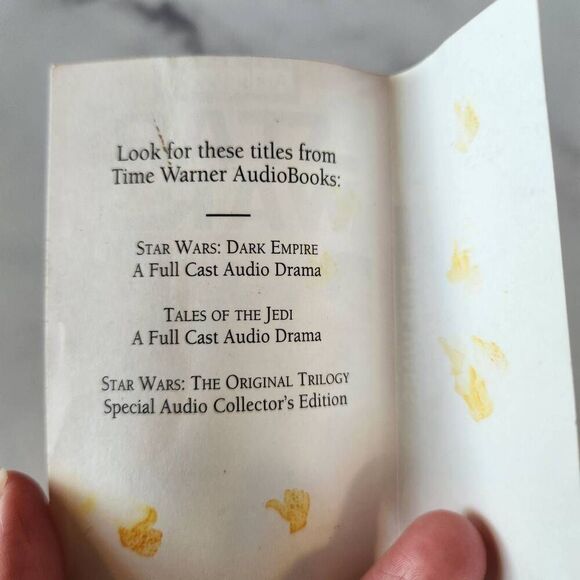 Look for these titles from
Time Warner AudioBooks:
STAR WARS: DARK EMPIRE
A Full Cast Audio Drama
TALES OF THE JEDI
A Full Cast Audio Drama
STAR WARS: THE ORIGINAL TRILOGY
Special Audio Collector's Edition